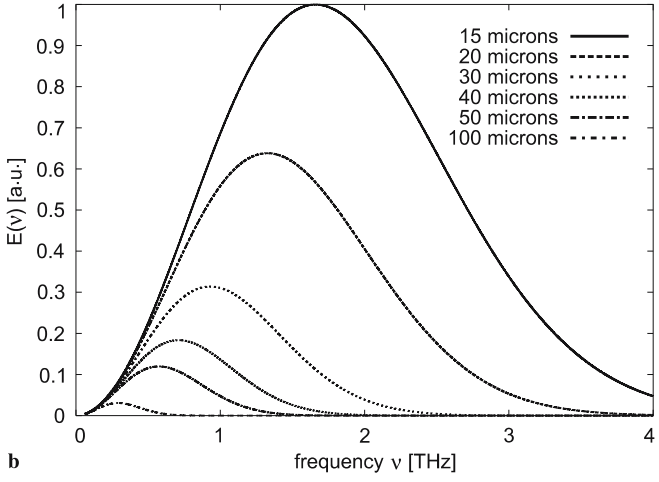 1
0.9
0.8
0.7
0.6
0.5
0.4
0.3
0.2
0.1
0
E(ν) [a.u.]
15 microns
20 microns
30 microns
40 microns
50 microns
100 microns
0 1 2 3 4
frequency ν [THz]
b